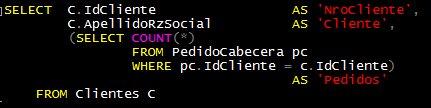 SELECT C.IdCliente AS 'NroCliente',
C.ApellidoRzSocial AS 'Cliente',
(SELECT COUNT(*)
FROM PedidoCabecera pc
WHERE pc.IdCliente = c.IdCliente)
AS 'Pedidos'
FROM Clientes C